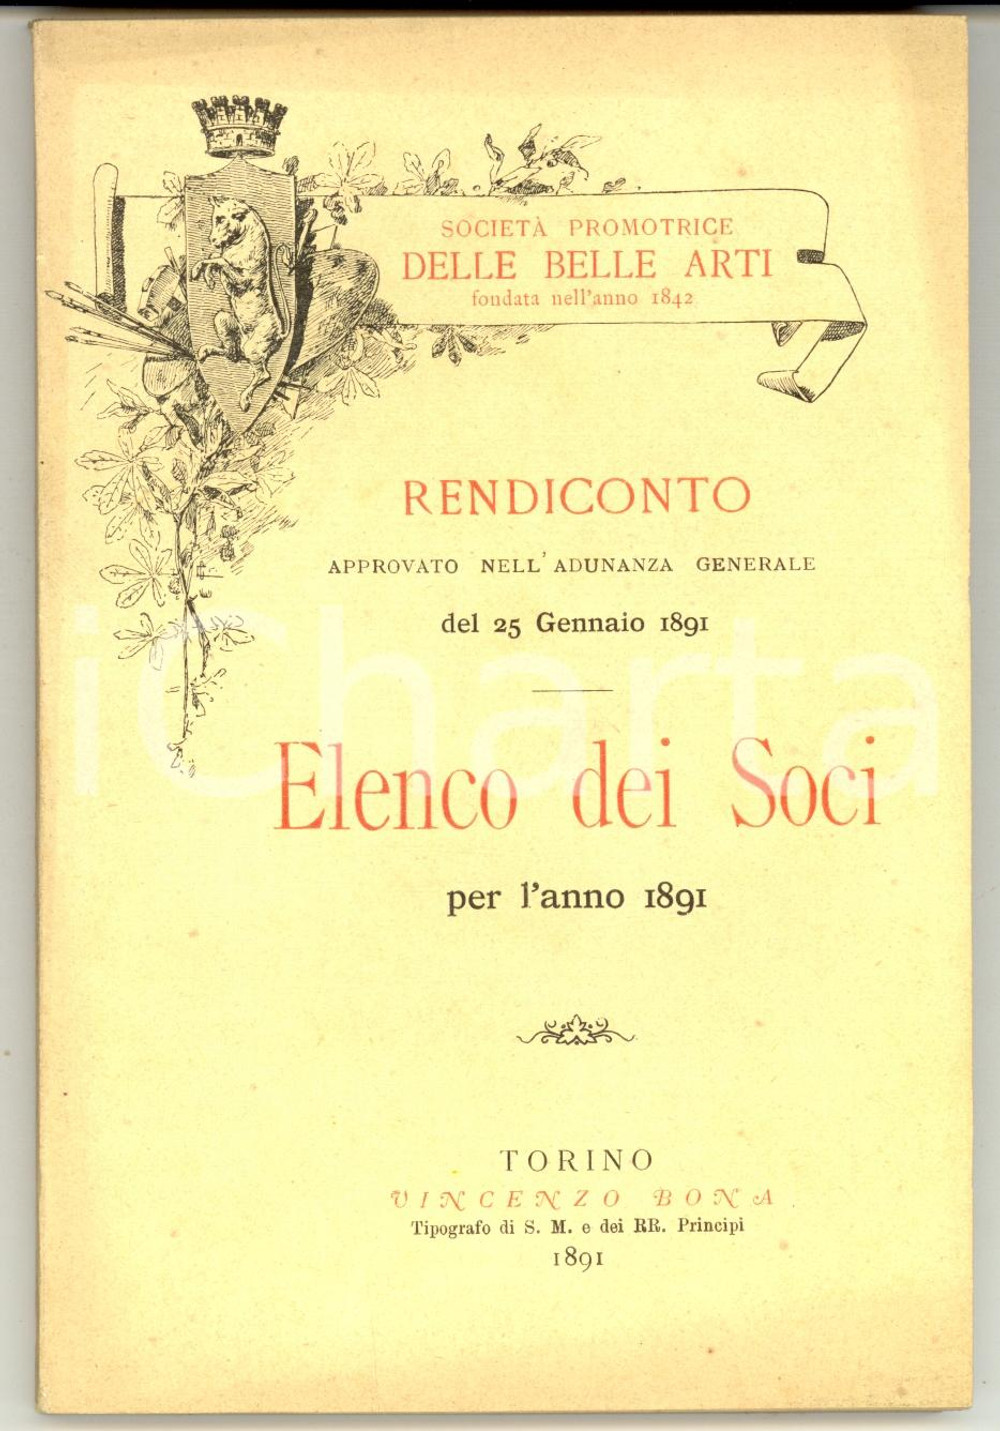 SOCIETÀ PROMOTRICE
DELLE BELLE ARTI
fondata nell'anno 1842
RENDICONTO
APPROVATO NELL'ADUNANZA GENERALE
del 25 Gennaio 1891
Elenco dei Soci
per l'anno 1891
iCharta
TORINO
VINCENZO BONA
Tipografo di S. M. e dei RR. Principi
1891